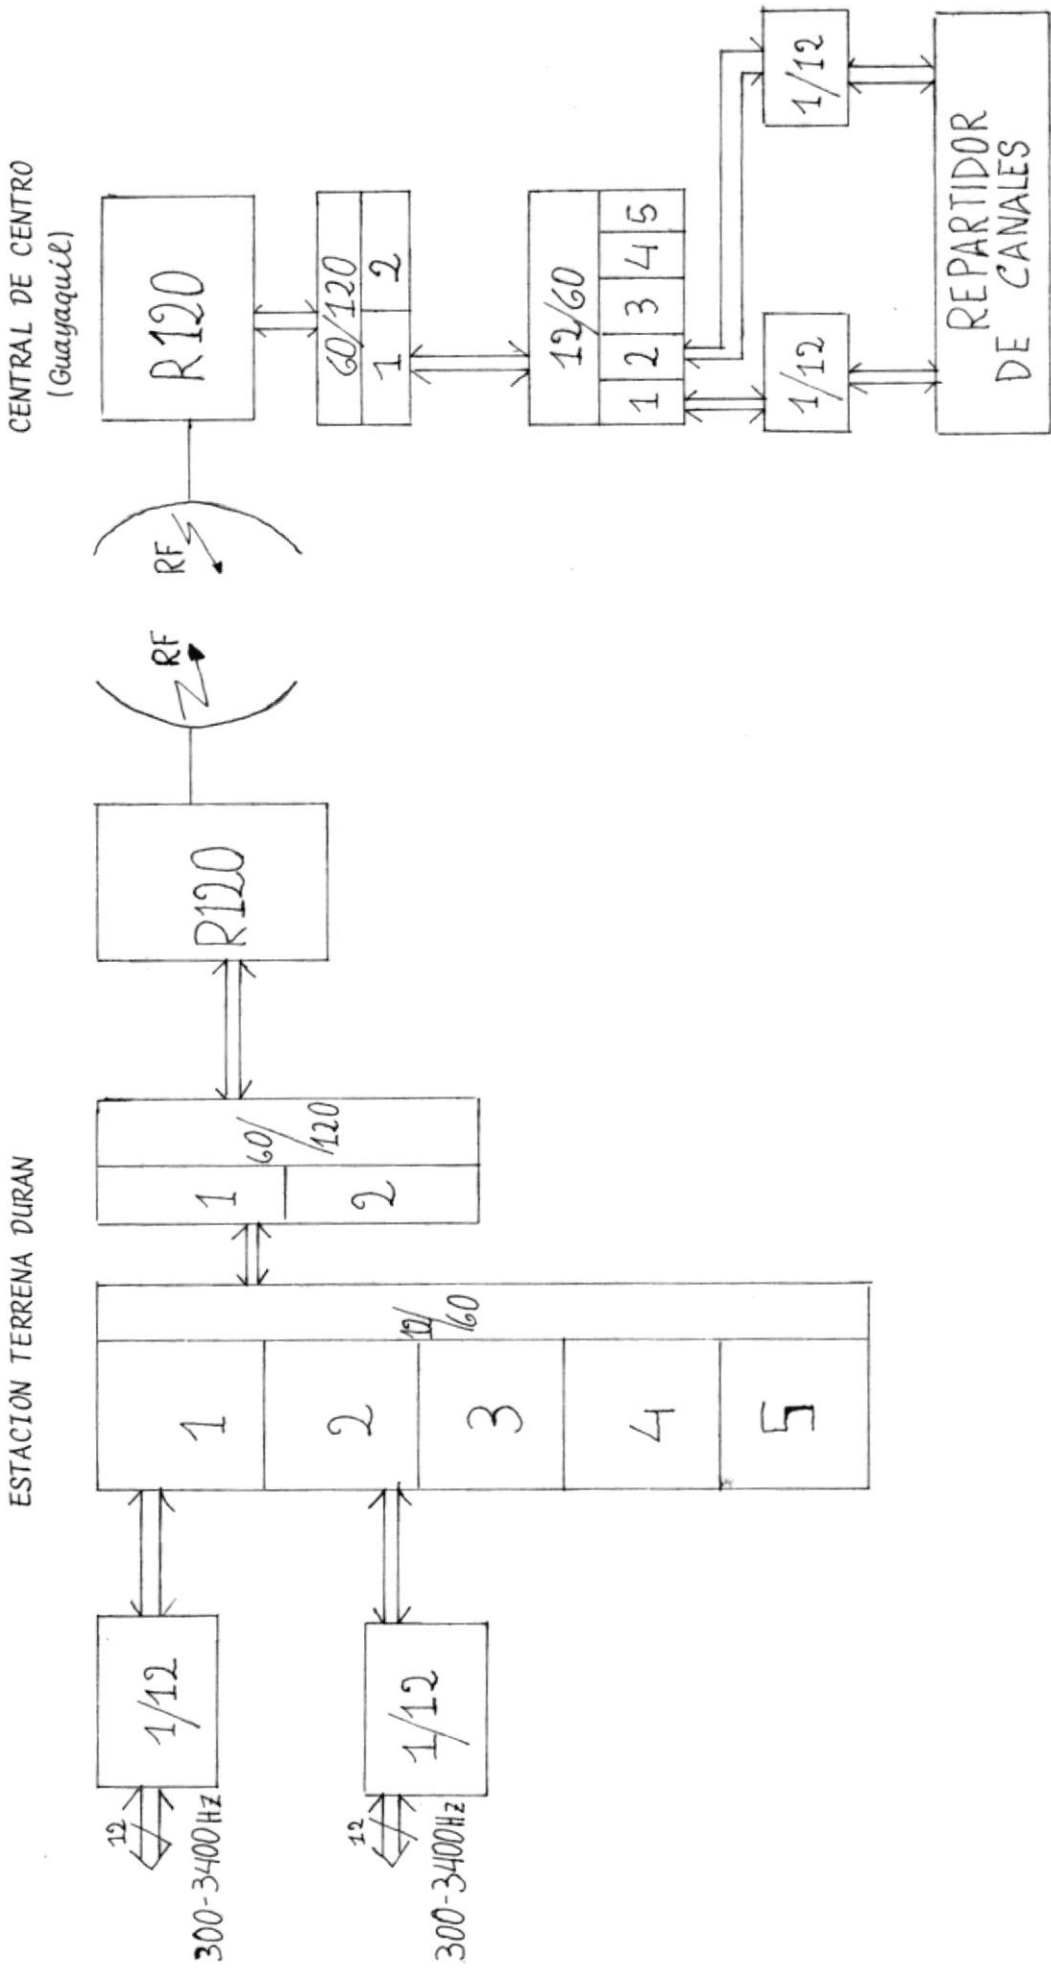 ESTACION TERRENA DURAN
12
300-3400Hz
1/12
12
300-3400Hz
1/12
1
2
3
4
5
12/60
1
2
60/120
R120
RF
RF
CENTRAL DE CENTRO
(Guayaquil)
R120
60/120
1 2
12/60
1 2 3 4 5
1/12
1/12
REPARTIDOR
DE CANALES